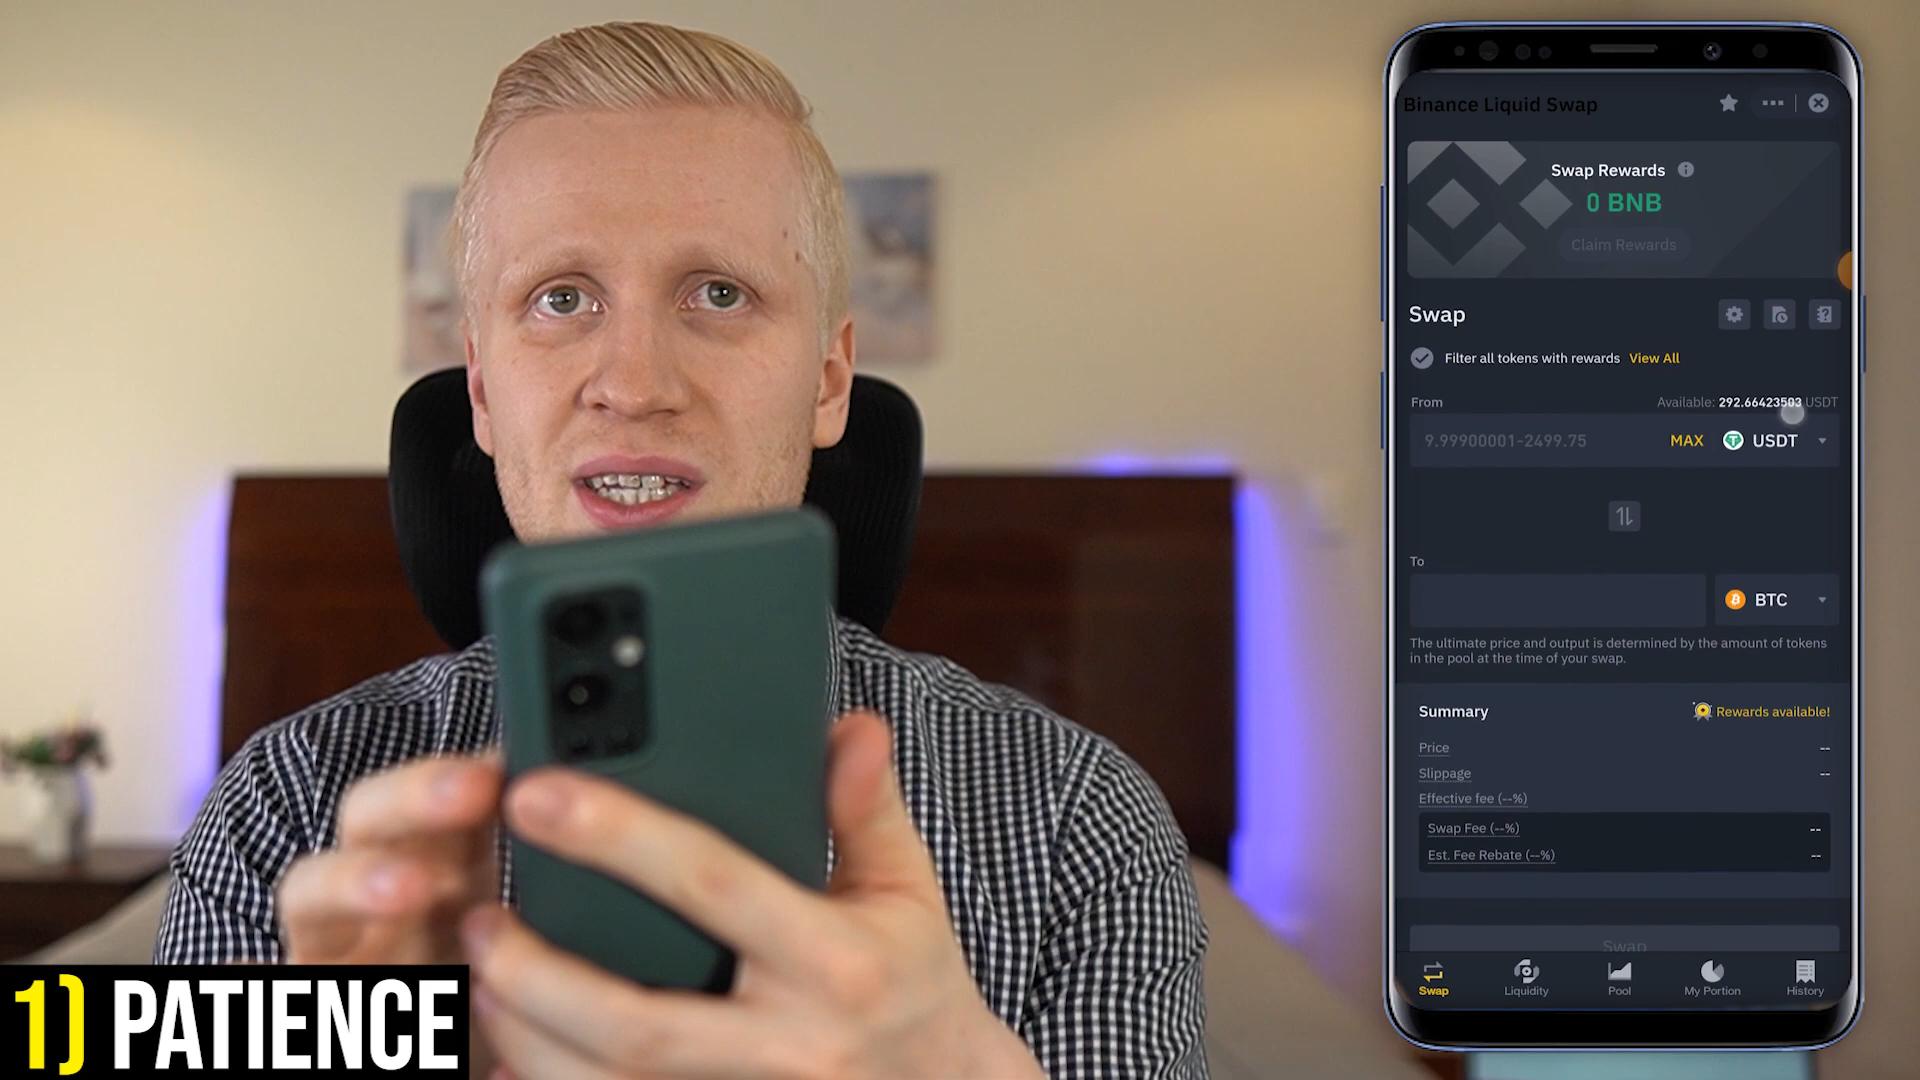 Binance Liquid Swap
Swap Rewards
0 BNB
Claim Rewards
Swap
Filter all tokens with rewards View All
From Available: 292.66423503 USDT
9.99900001-2499.75 MAX USDT
To
BTC
The ultimate price and output is determined by the amount of tokens
in the pool at the time of your swap.
Summary Rewards available!
Price --
Slippage --
Effective fee (--%)
Swap Fee (--%) --
Est. Fee Rebate (--%) --
Swap
Swap Liquidity Pool My Portion History
1) PATIENCE